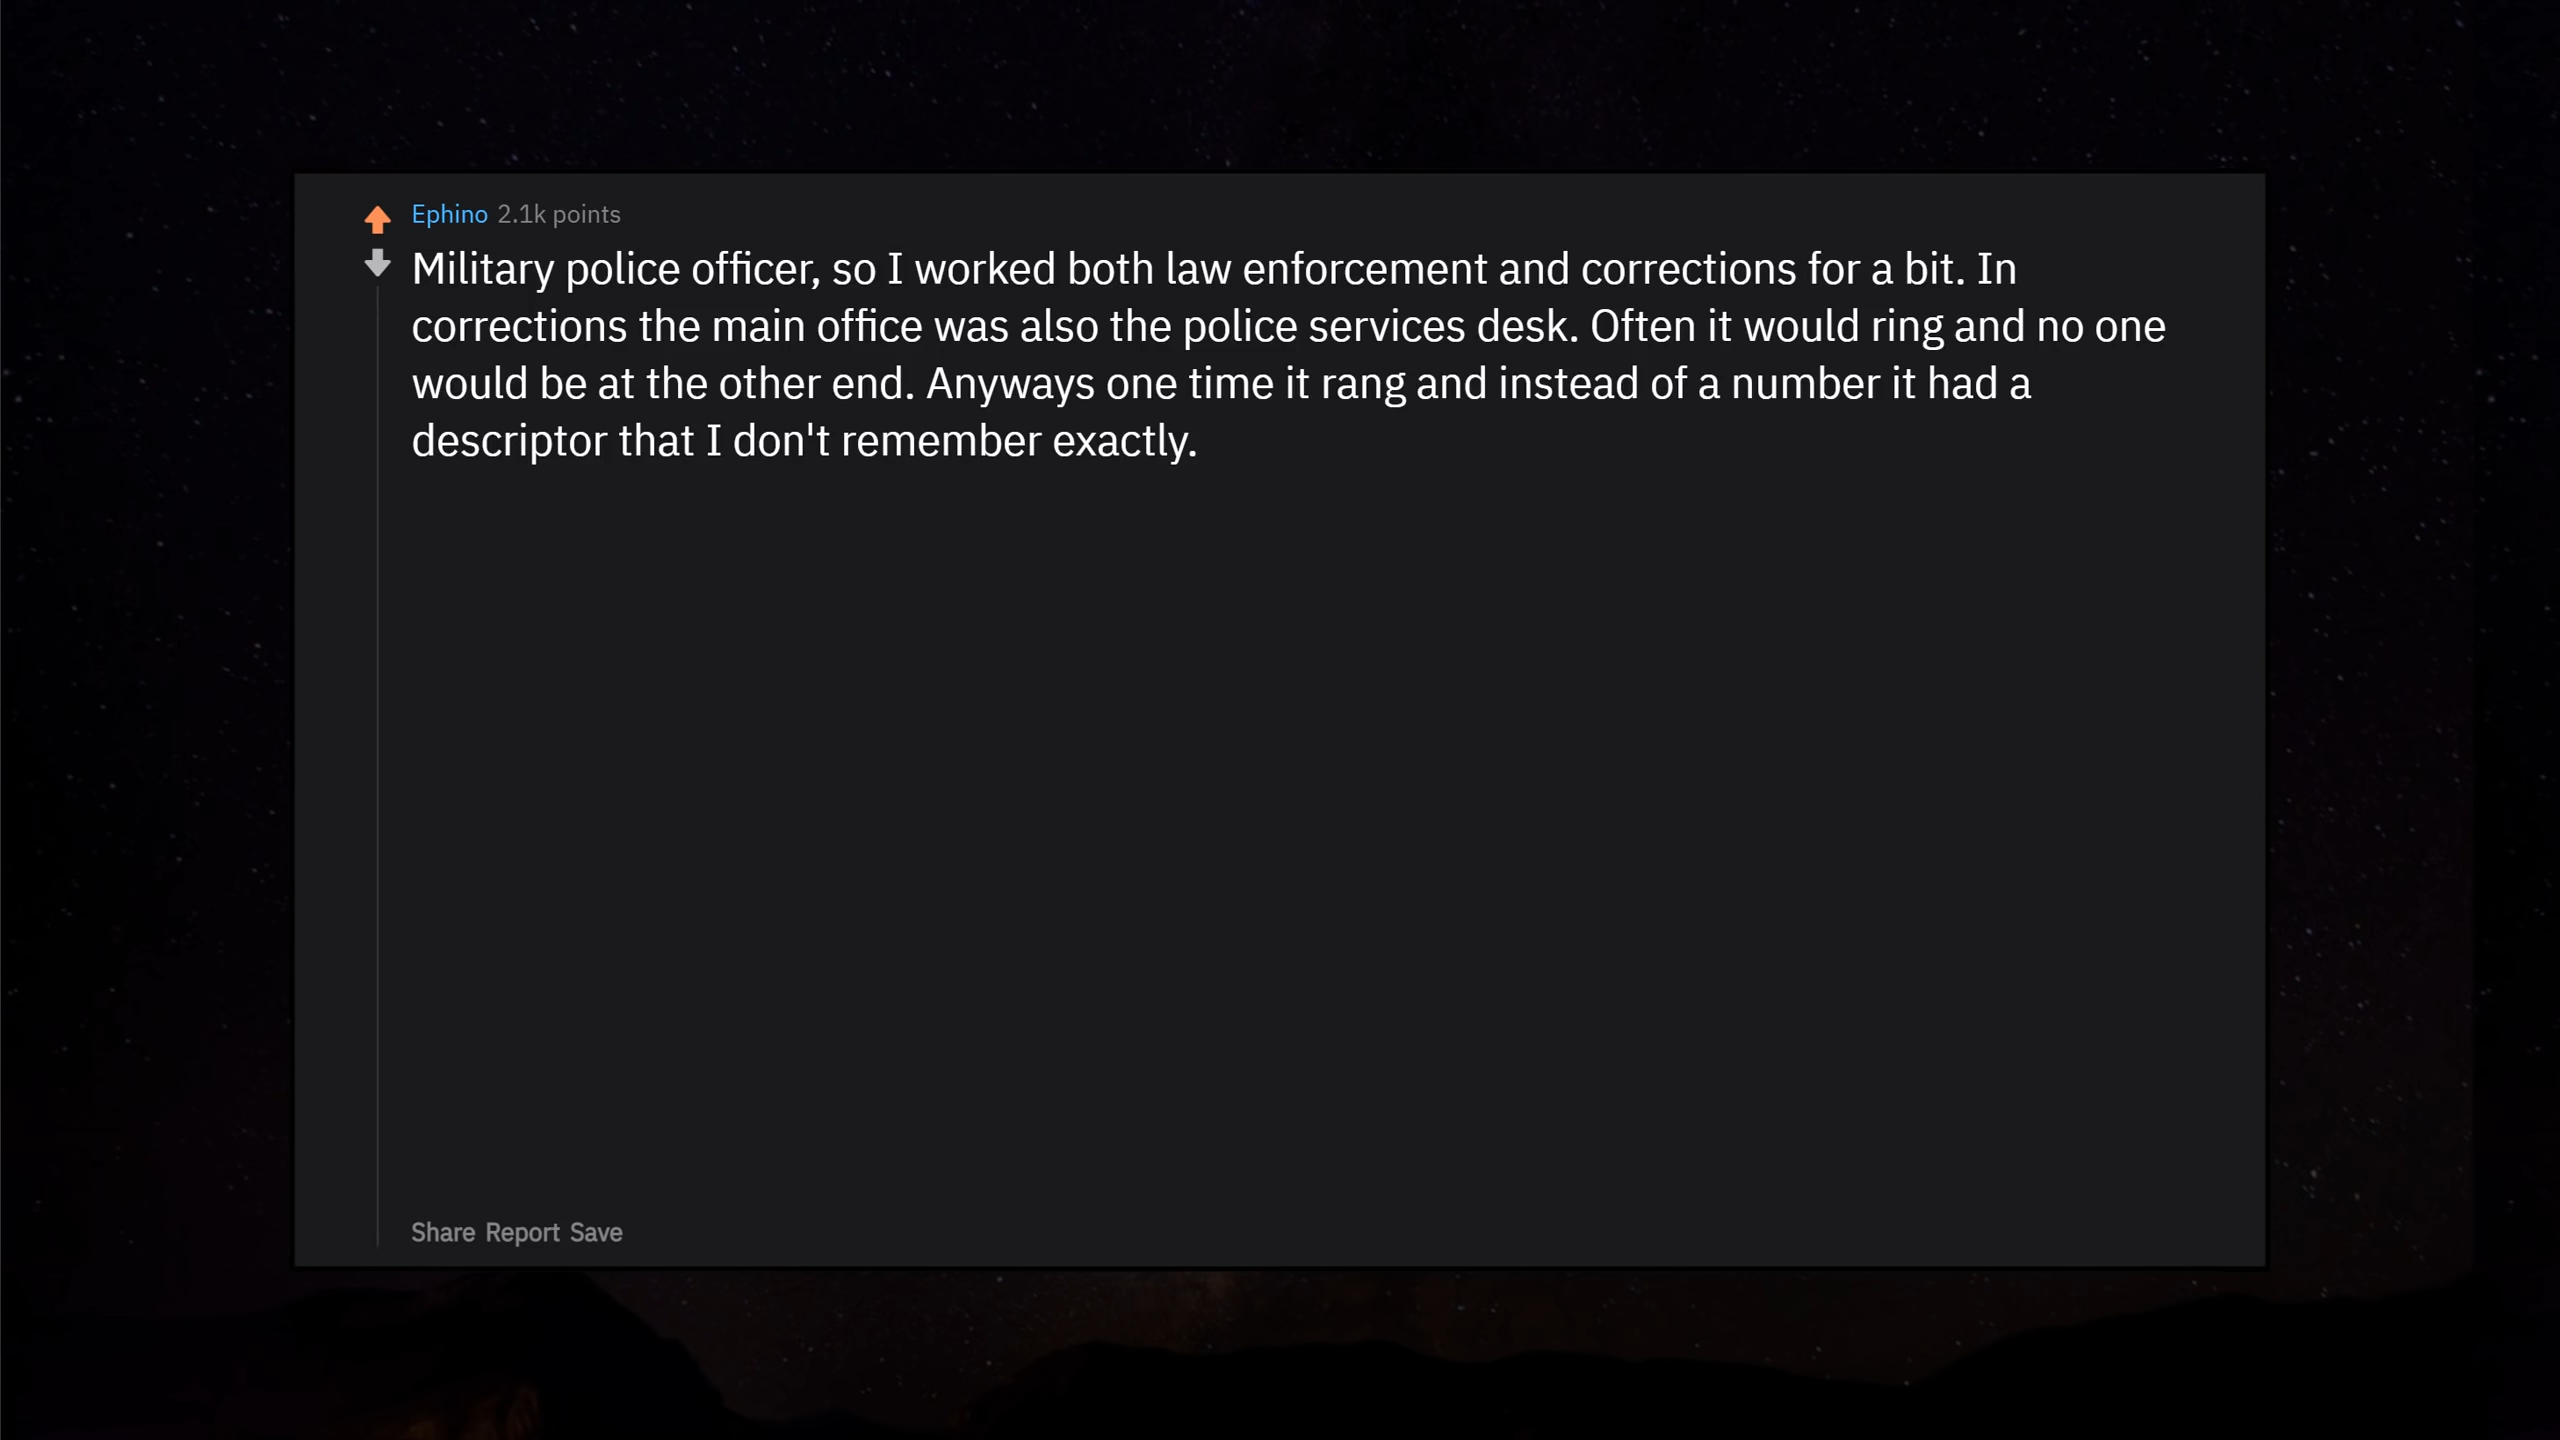 Ephino 2.1k points
Military police officer, so I worked both law enforcement and corrections for a bit. In
corrections the main office was also the police services desk. Often it would ring and no one
would be at the other end. Anyways one time it rang and instead of a number it had a
descriptor that I don't remember exactly.
Share Report Save